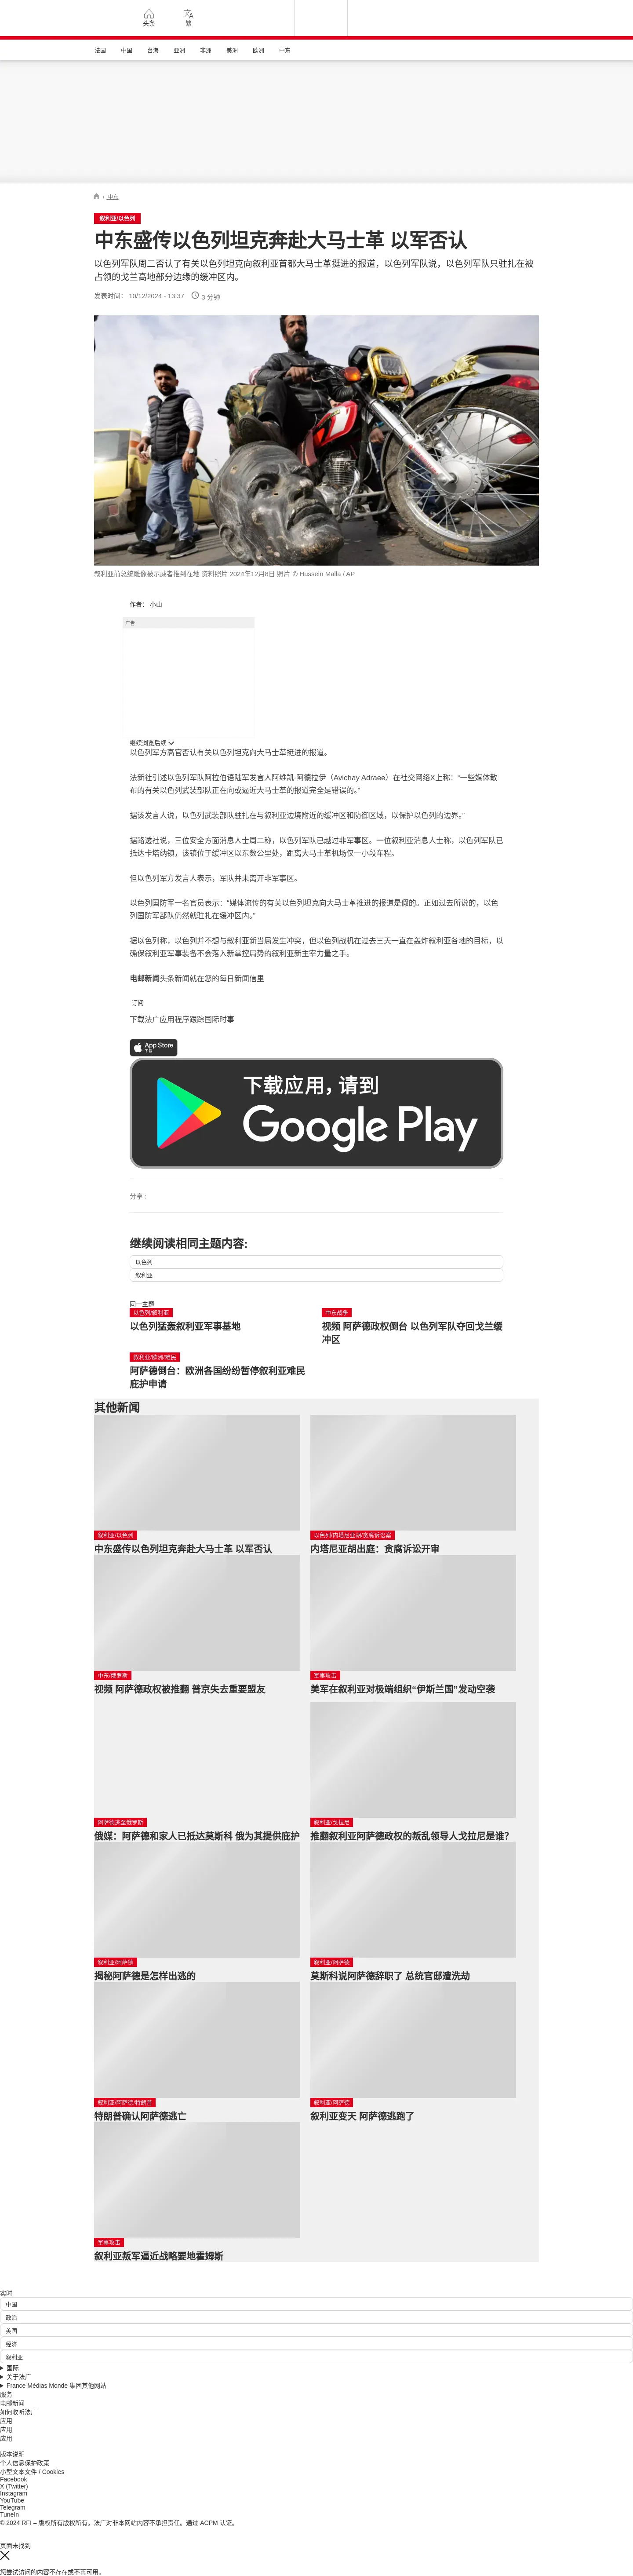 头条
繁
法国 中国 台海 亚洲 非洲 美洲 欧洲 中东
/ 中东
叙利亚/以色列
中东盛传以色列坦克奔赴大马士革 以军否认
以色列军队周二否认了有关以色列坦克向叙利亚首都大马士革挺进的报道，以色列军队说，以色列军队只驻扎在被
占领的戈兰高地部分边缘的缓冲区内。
发表时间： 10/12/2024 - 13:37 3 分钟
叙利亚前总统雕像被示威者推到在地 资料照片 2024年12月8日 照片 © Hussein Malla / AP
作者： 小山
广告
继续浏览后续
以色列军方高官否认有关以色列坦克向大马士革挺进的报道。
法新社引述以色列军队阿拉伯语陆军发言人阿维凯·阿德拉伊（Avichay Adraee）在社交网络X上称：“一些媒体散
布的有关以色列武装部队正在向或逼近大马士革的报道完全是错误的。”
据该发言人说，以色列武装部队驻扎在与叙利亚边境附近的缓冲区和防御区域，以保护以色列的边界。”
据路透社说，三位安全方面消息人士周二称，以色列军队已越过非军事区。一位叙利亚消息人士称，以色列军队已
抵达卡塔纳镇，该镇位于缓冲区以东数公里处，距离大马士革机场仅一小段车程。
但以色列军方发言人表示，军队并未离开非军事区。
以色列国防军一名官员表示：“媒体流传的有关以色列坦克向大马士革推进的报道是假的。正如过去所说的，以色
列国防军部队仍然就驻扎在缓冲区内。”
据以色列称，以色列并不想与叙利亚新当局发生冲突，但以色列战机在过去三天一直在轰炸叙利亚各地的目标，以
确保叙利亚军事装备不会落入新掌控局势的叙利亚新主宰力量之手。
电邮新闻头条新闻就在您的每日新闻信里
订阅
下载法广应用程序跟踪国际时事
App Store
下载
下载应用，请到
Google Play
分享 :
继续阅读相同主题内容:
以色列
叙利亚
同一主题
以色列/叙利亚
以色列猛轰叙利亚军事基地
中东战争
视频 阿萨德政权倒台 以色列军队夺回戈兰缓
冲区
叙利亚/欧洲/难民
阿萨德倒台：欧洲各国纷纷暂停叙利亚难民
庇护申请
其他新闻
叙利亚/以色列
中东盛传以色列坦克奔赴大马士革 以军否认
以色列/内塔尼亚胡/贪腐诉讼案
内塔尼亚胡出庭：贪腐诉讼开审
中东/俄罗斯
视频 阿萨德政权被推翻 普京失去重要盟友
军事攻击
美军在叙利亚对极端组织“伊斯兰国”发动空袭
阿萨德逃至俄罗斯
俄媒：阿萨德和家人已抵达莫斯科 俄为其提供庇护
叙利亚/戈拉尼
推翻叙利亚阿萨德政权的叛乱领导人戈拉尼是谁?
叙利亚/阿萨德
揭秘阿萨德是怎样出逃的
叙利亚/阿萨德
莫斯科说阿萨德辞职了 总统官邸遭洗劫
叙利亚/阿萨德/特朗普
特朗普确认阿萨德逃亡
叙利亚/阿萨德
叙利亚变天 阿萨德逃跑了
军事攻击
叙利亚叛军逼近战略要地霍姆斯
实时
中国
政治
美国
经济
叙利亚
国际
关于法广
France Médias Monde 集团其他网站
服务
电邮新闻
如何收听法广
应用
应用
应用
版本说明
个人信息保护政策
小型文本文件 / Cookies
Facebook
X (Twitter)
Instagram
YouTube
Telegram
TuneIn
© 2024 RFI – 版权所有版权所有。法广对非本网站内容不承担责任。通过 ACPM 认证。
页面未找到
您尝试访问的内容不存在或不再可用。